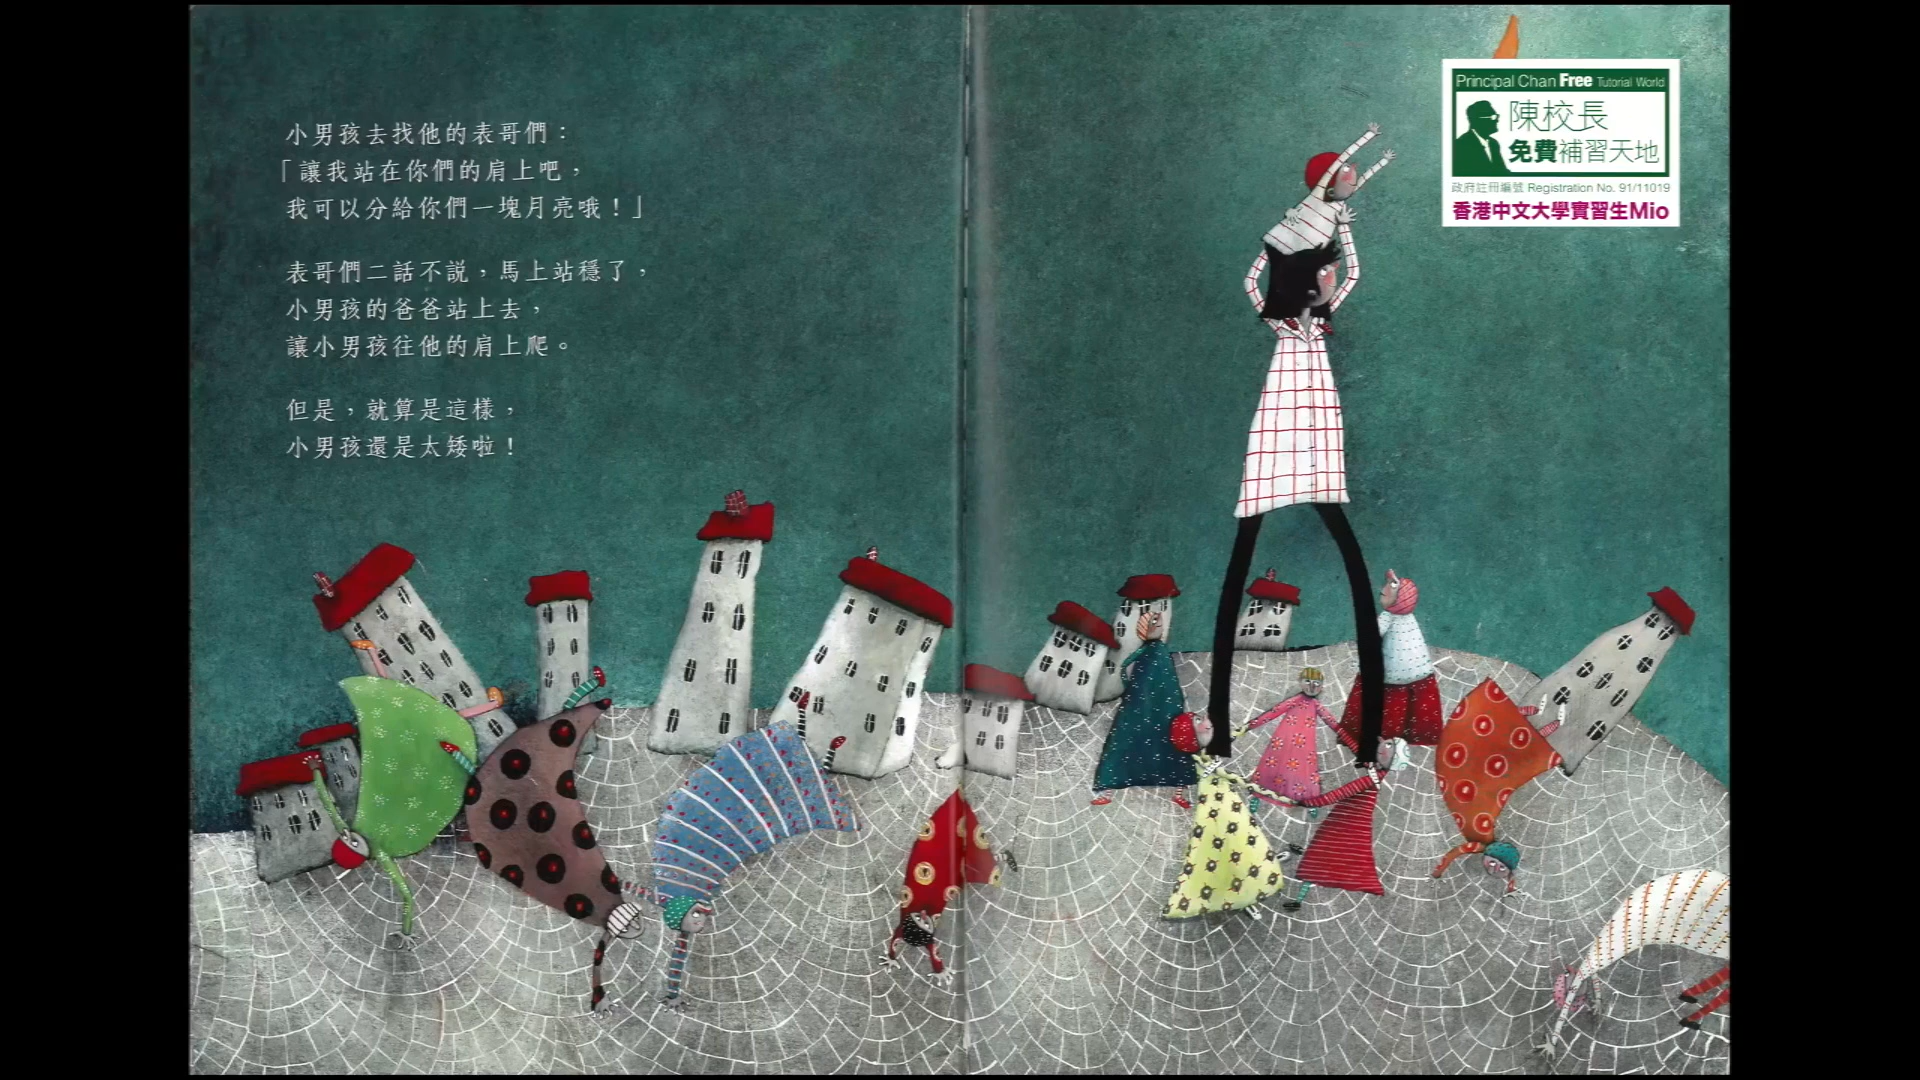 小男孩去找他的表哥們：
「讓我站在你們的肩上吧，
我可以分給你們一塊月亮哦！」
表哥們二話不説，馬上站穩了，
小男孩的爸爸站上去，
讓小男孩往他的肩上爬。
但是，就算是這樣，
小男孩還是太矮啦！
Principal Chan Free Tutorial World
陳校長
免費補習天地
政府註冊編號 Registration No. 91/11019
香港中文大學實習生Mio